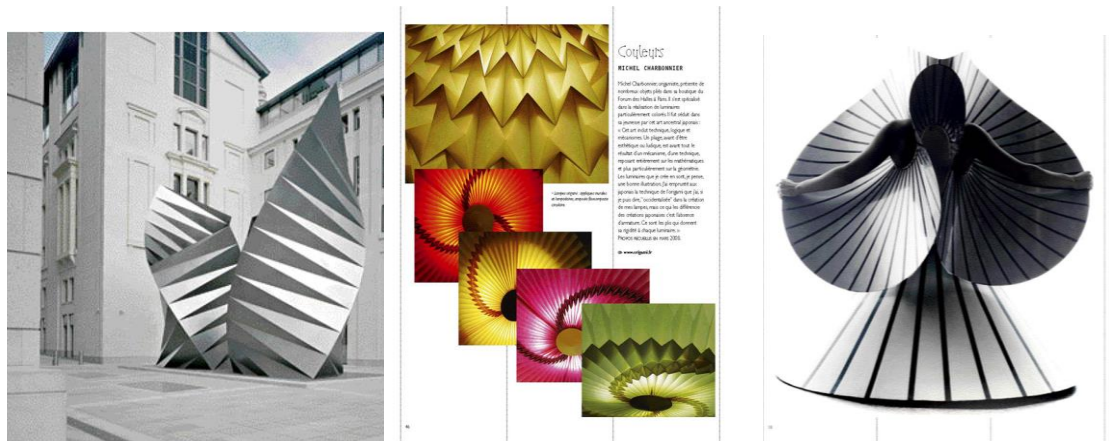 Couleurs
MICHEL CHARBONNIER
Michel Charbonnier, origamiste, présente de
nombreux objets pliés dans sa boutique du
Forum des Halles à Paris. Il s'est spécialisé
dans la réalisation de luminaires
particulièrement colorés. Il fut séduit dans
sa jeunesse par cet art ancestral japonais :
« Cet art induit technique, logique et
mécanismes. Un pliage, avant d'être
esthétique ou ludique, est avant tout le
résultat d'un mécanisme, d'une technique,
reposant entièrement sur les mathématiques
et plus particulièrement sur la géométrie.
Les luminaires que je crée en sont, je pense,
une bonne illustration. J'ai emprunté aux
japonais la technique de l'origami que j'ai, si
je puis dire, "occidentalisée" dans la création
de mes lampes, mais ce qui les différencie
des créations japonaises c'est l'absence
d'armature. Ce sont les plis qui donnent
sa rigidité à chaque luminaire. »
www.origami.fr